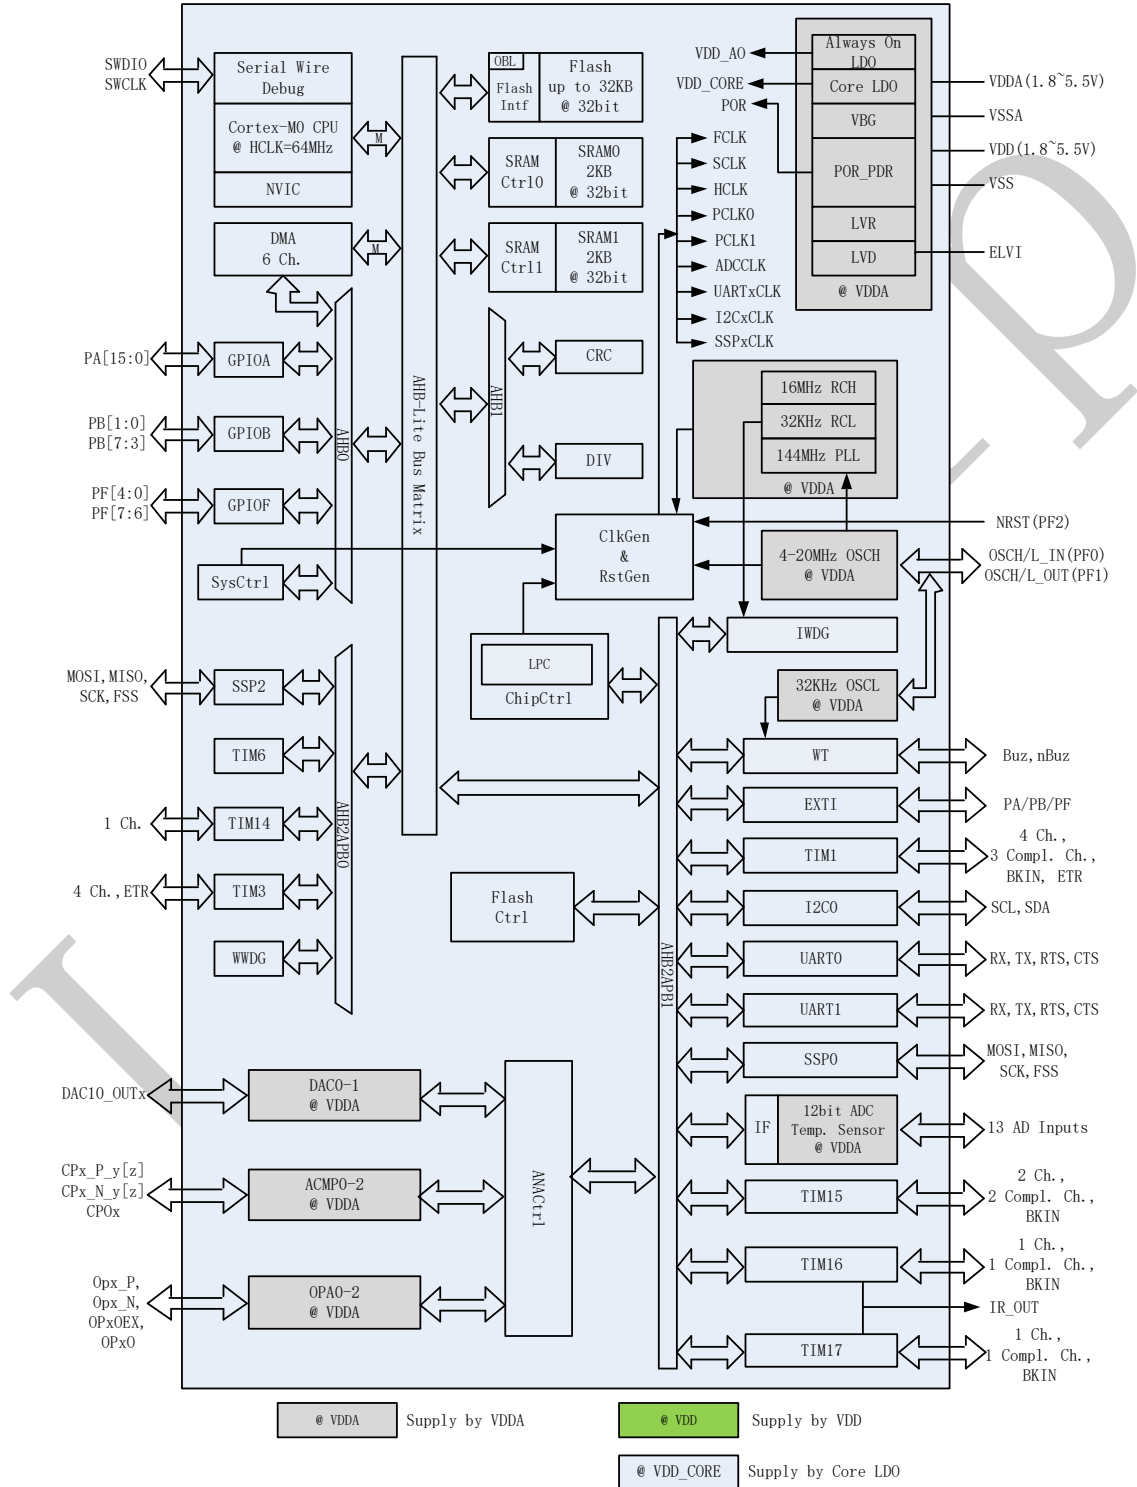 SWDIO
SWCLK
Serial Wire
Debug
Cortex-M0 CPU
@ HCLK=64MHz
NVIC
M
DMA
6 Ch.
M
OBL
Flash
Intf
Flash
up to 32KB
@ 32bit
SRAM
Ctrl0
SRAM0
2KB
@ 32bit
SRAM
Ctrl1
SRAM1
2KB
@ 32bit
VDD_AO
VDD_CORE
POR
FCLK
SCLK
HCLK
PCLK0
PCLK1
ADCCLK
UARTxCLK
I2CxCLK
SSPxCLK
Always On
LDO
Core LDO
VBG
POR_PDR
LVR
LVD
@ VDDA
VDDA(1.8~5.5V)
VSSA
VDD(1.8~5.5V)
VSS
ELVI
PA[15:0]
GPIOA
PB[1:0]
PB[7:3]
GPIOB
PF[4:0]
PF[7:6]
GPIOF
SysCtrl
AHB0
AHB-Lite Bus Matrix
AHB1
CRC
DIV
16MHz RCH
32KHz RCL
144MHz PLL
@ VDDA
ClkGen
&
RstGen
NRST(PF2)
4-20MHz OSCH
@ VDDA
OSCH/L_IN(PF0)
OSCH/L_OUT(PF1)
LPC
ChipCtrl
IWDG
32KHz OSCL
@ VDDA
MOSI,MISO,
SCK,FSS
SSP2
TIM6
1 Ch.
TIM14
4 Ch.,ETR
TIM3
WWDG
AHB2APB0
Flash
Ctrl
AHB2APB1
WT
Buz,nBuz
EXTI
PA/PB/PF
TIM1
4 Ch.,
3 Compl. Ch.,
BKIN, ETR
I2C0
SCL,SDA
UART0
RX,TX,RTS,CTS
UART1
RX,TX,RTS,CTS
SSP0
MOSI,MISO,
SCK,FSS
IF
12bit ADC
Temp. Sensor
@ VDDA
13 AD Inputs
TIM15
2 Ch.,
2 Compl. Ch.,
BKIN
TIM16
1 Ch.,
1 Compl. Ch.,
BKIN
IR_OUT
TIM17
1 Ch.,
1 Compl. Ch.,
BKIN
DAC10_OUTx
DAC0-1
@ VDDA
CPx_P_y[z]
CPx_N_y[z]
CPOx
ACMP0-2
@ VDDA
Opx_P,
Opx_N,
OPxOEX,
OPxO
OPA0-2
@ VDDA
ANACtrl
@ VDDA
Supply by VDDA
@ VDD
Supply by VDD
@ VDD_CORE
Supply by Core LDO